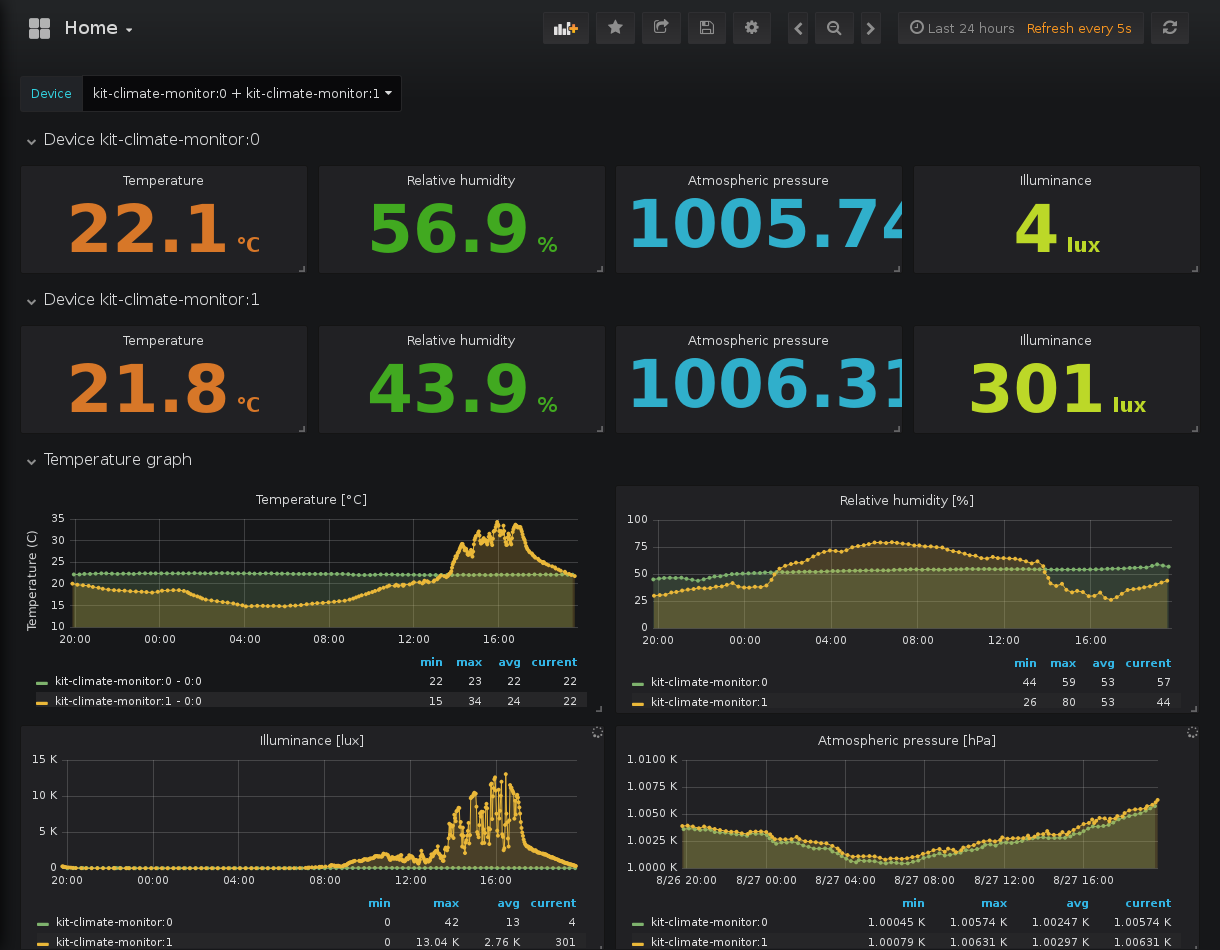 Home
Last 24 hours Refresh every 5s
Device kit-climate-monitor:0 + kit-climate-monitor:1
Device kit-climate-monitor:0
Temperature Relative humidity Atmospheric pressure Illuminance
22.1 °C 56.9 % 1005.74 4 lux
Device kit-climate-monitor:1
Temperature Relative humidity Atmospheric pressure Illuminance
21.8 °C 43.9 % 1006.31 301 lux
Temperature graph
Temperature [°C]
Temperature (C)
35
30
25
20
15
10
20:00 00:00 04:00 08:00 12:00 16:00
min max avg current
kit-climate-monitor:0 - 0:0 22 23 22 22
kit-climate-monitor:1 - 0:0 15 34 24 22
Relative humidity [%]
100
75
50
25
0
20:00 00:00 04:00 08:00 12:00 16:00
min max avg current
kit-climate-monitor:0 44 59 53 57
kit-climate-monitor:1 26 80 53 44
Illuminance [lux]
15 K
10 K
5 K
0
20:00 00:00 04:00 08:00 12:00 16:00
min max avg current
kit-climate-monitor:0 0 42 13 4
kit-climate-monitor:1 0 13.04 K 2.76 K 301
Atmospheric pressure [hPa]
1.0100 K
1.0075 K
1.0050 K
1.0025 K
1.0000 K
8/26 20:00 8/27 00:00 8/27 04:00 8/27 08:00 8/27 12:00 8/27 16:00
min max avg current
kit-climate-monitor:0 1.00045 K 1.00574 K 1.00247 K 1.00574 K
kit-climate-monitor:1 1.00079 K 1.00631 K 1.00297 K 1.00631 K